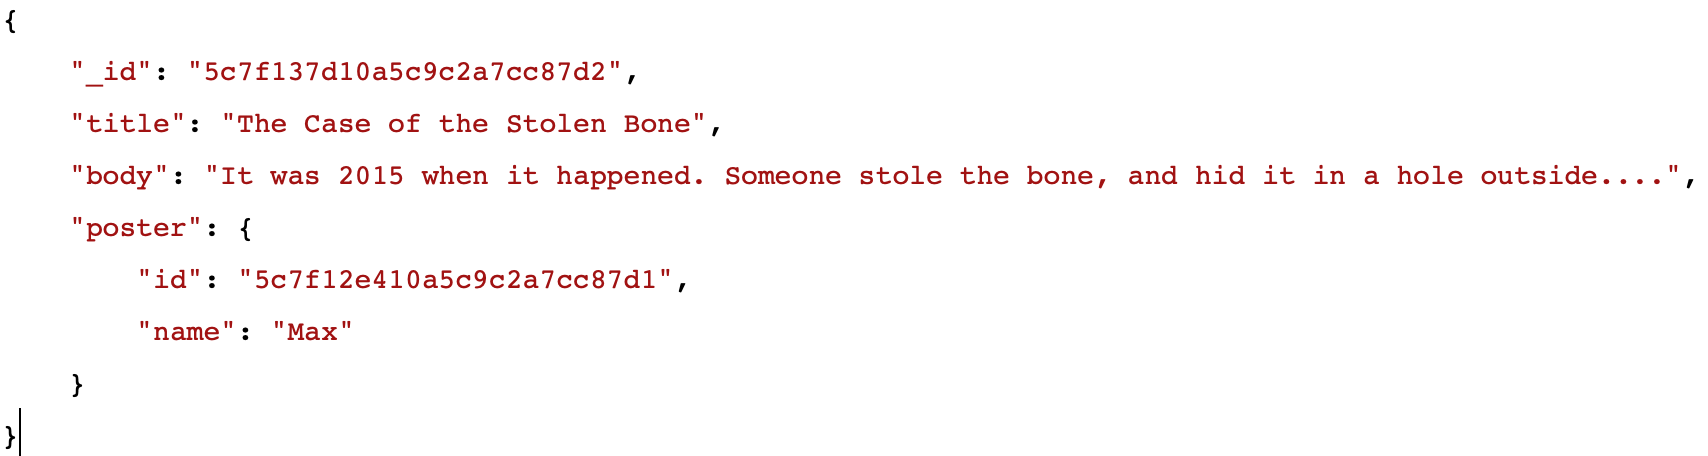 {
    "_id": "5c7f137d10a5c9c2a7cc87d2",
    "title": "The Case of the Stolen Bone",
    "body": "It was 2015 when it happened. Someone stole the bone, and hid it in a hole outside....",
    "poster": {
        "id": "5c7f12e410a5c9c2a7cc87d1",
        "name": "Max"
    }
}